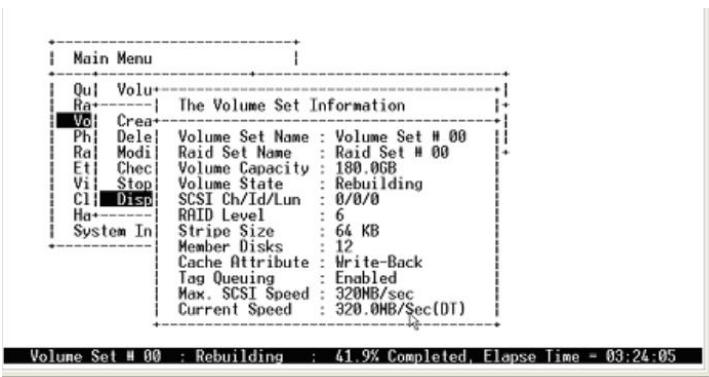 Main Menu
Qu Volu
The Volume Set Information
Ra
Vo Crea
Ph Dele Volume Set Name : Volume Set # 00
Ra Modi Raid Set Name : Raid Set # 00
Et Chec Volume Capacity : 180.0GB
Vi Stop Volume State : Rebuilding
Cl Disp SCSI Ch/Id/Lun : 0/0/0
Ha RAID Level : 6
System In Stripe Size : 64 KB
Member Disks : 12
Cache Attribute : Write-Back
Tag Queuing : Enabled
Max. SCSI Speed : 320MB/sec
Current Speed : 320.0MB/Sec(DT)
Volume Set # 00 : Rebuilding : 41.9% Completed, Elapse Time = 03:24:05